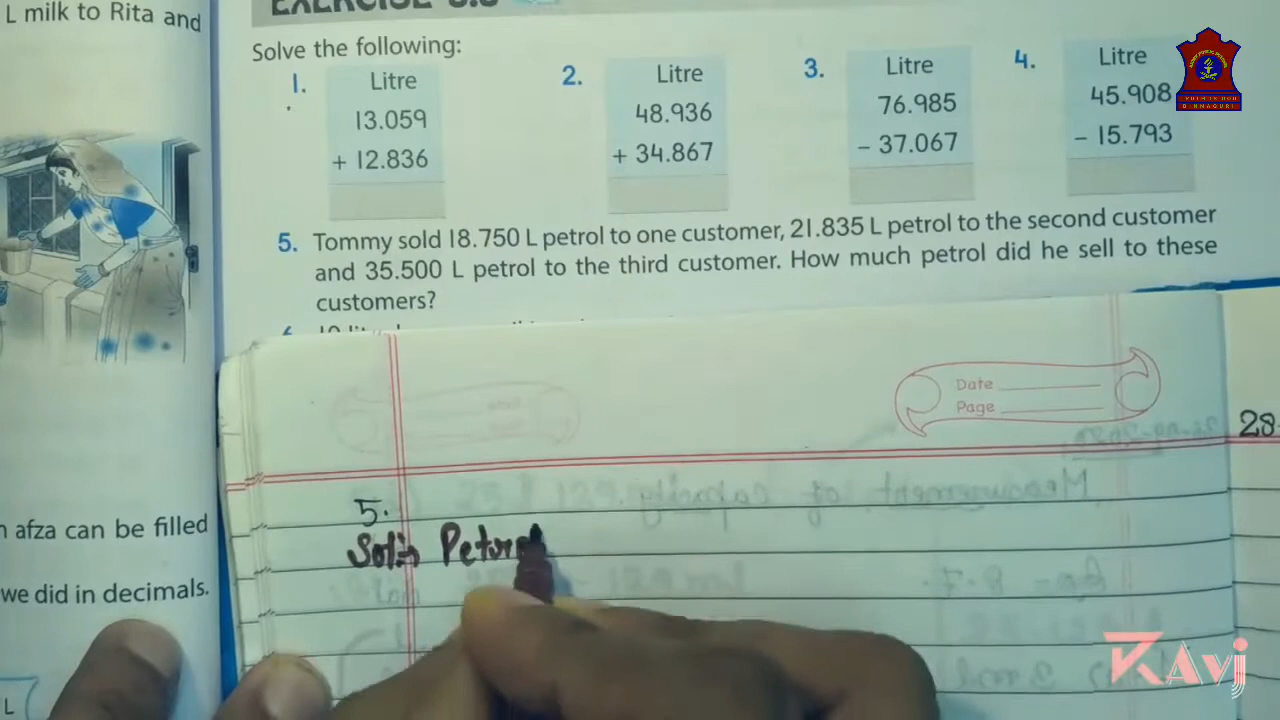 L milk to Rita and
Solve the following:
1. Litre
13.059
+ 12.836
2. Litre
48.936
+ 34.867
3. Litre
76.985
- 37.067
4. Litre
45.908
- 15.793
5. Tommy sold 18.750 L petrol to one customer, 21.835 L petrol to the second customer
and 35.500 L petrol to the third customer. How much petrol did he sell to these
customers?
Date
Page
28
5.
afza can be filled
we did in decimals.
L
RAvj